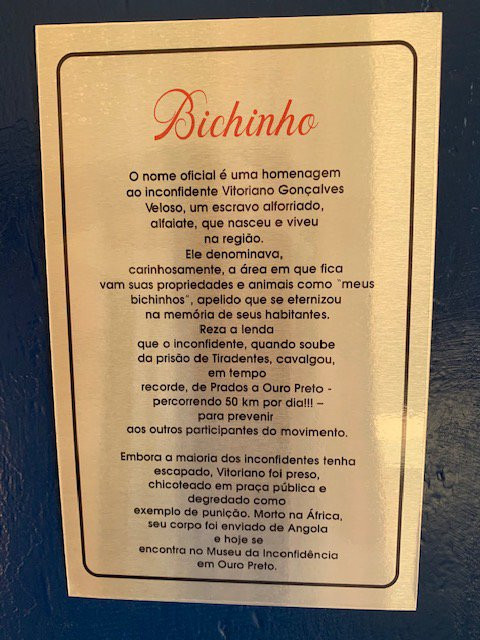 Bichinho
O nome oficial é uma homenagem
ao inconfidente Vitoriano Gonçalves
Veloso, um escravo alforriado,
alfaiate, que nasceu e viveu
na região.
Ele denominava,
carinhosamente, a área em que fica
vam suas propriedades e animais como "meus
bichinhos", apelido que se eternizou
na memória de seus habitantes.
Reza a lenda
que o inconfidente, quando soube
da prisão de Tiradentes, cavalgou,
em tempo
recorde, de Prados a Ouro Preto -
percorrendo 50 km por dia!!! –
para prevenir
aos outros participantes do movimento.
Embora a maioria dos inconfidentes tenha
escapado, Vitoriano foi preso,
chicoteado em praça pública e
degredado como
exemplo de punição. Morto na África,
seu corpo foi enviado de Angola
e hoje se
encontra no Museu da Inconfidência
em Ouro Preto.